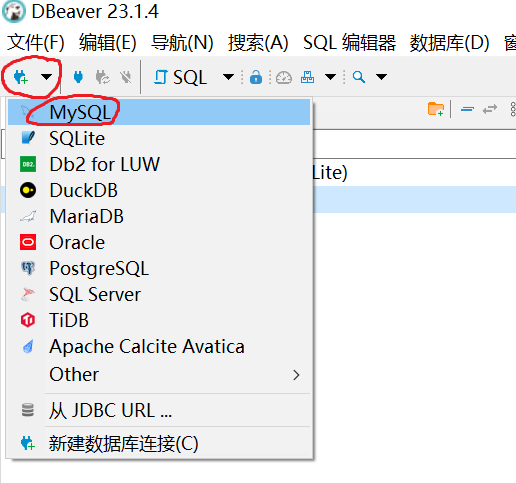 DBeaver 23.1.4
文件(F) 编辑(E) 导航(N) 搜索(A) SQL 编辑器 数据库(D)
SQL
MySQL
SQLite
Lite)
DB2. Db2 for LUW
DuckDB
MariaDB
Oracle
PostgreSQL
SQL Server
TiDB
Apache Calcite Avatica
Other
从 JDBC URL ...
新建数据库连接(C)